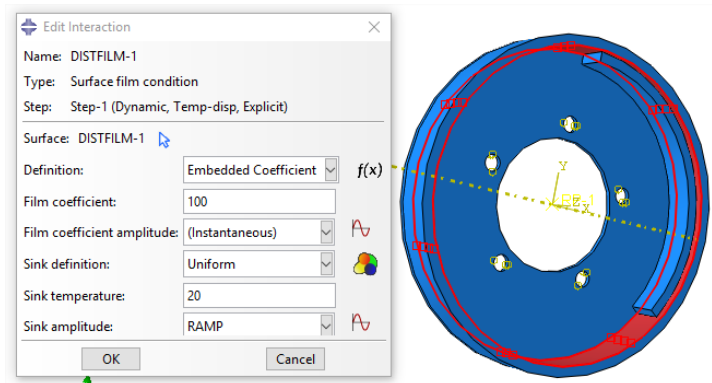 Edit Interaction
Name: DISTFILM-1
Type: Surface film condition
Step: Step-1 (Dynamic, Temp-disp, Explicit)
Surface: DISTFILM-1
Definition: Embedded Coefficient f(x)
Film coefficient: 100
Film coefficient amplitude: (Instantaneous)
Sink definition: Uniform
Sink temperature: 20
Sink amplitude: RAMP
OK Cancel
Y
Z X